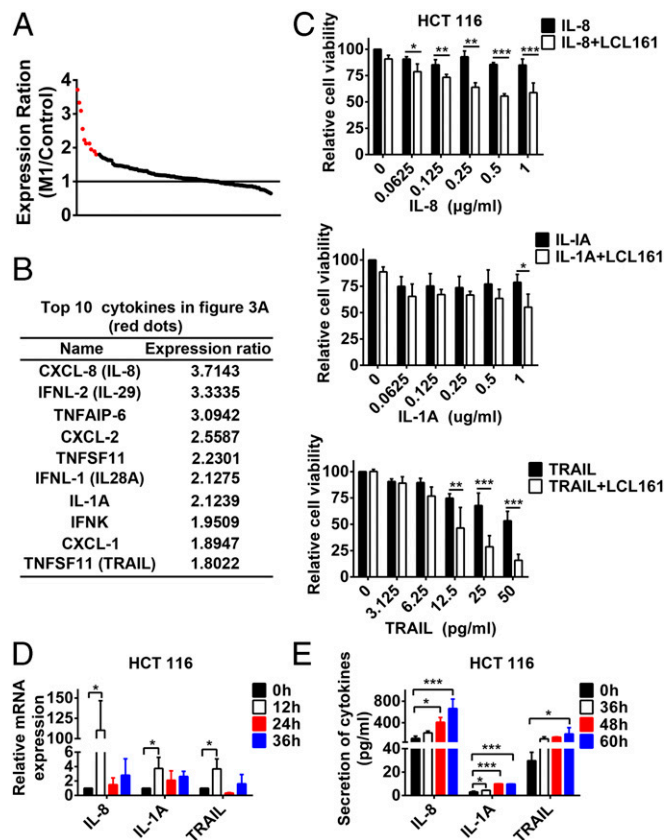 A
Expression Ration
(M1/Control)
4
3
2
1
0
B
Top 10 cytokines in figure 3A
(red dots)
Name Expression ratio
CXCL-8 (IL-8) 3.7143
IFNL-2 (IL-29) 3.3335
TNFAIP-6 3.0942
CXCL-2 2.5587
TNFSF11 2.2301
IFNL-1 (IL28A) 2.1275
IL-1A 2.1239
IFNK 1.9509
CXCL-1 1.8947
TNFSF11 (TRAIL) 1.8022
C
HCT 116
IL-8
IL-8+LCL161
Relative cell viability
100
75
50
25
0
* ** ** *** ***
0 0.0625 0.125 0.25 0.5 1
IL-8 (μg/ml)
IL-IA
IL-1A+LCL161
Relative cell viability
100
75
50
25
0
*
0 0.0625 0.125 0.25 0.5 1
IL-1A (ug/ml)
TRAIL
TRAIL+LCL161
Relative cell viability
100
75
50
25
0
** *** ***
0 3.125 6.25 12.5 25 50
TRAIL (pg/ml)
D
HCT 116
0h
12h
24h
36h
Relative mRNA
expression
150
125
100
75
50
6
4
2
0
* * *
IL-8 IL-1A TRAIL
E
HCT 116
0h
36h
48h
60h
Secretion of cytokines
(pg/ml)
800
400
0
40
20
0
*** * *** *** * *
IL-8 IL-1A TRAIL